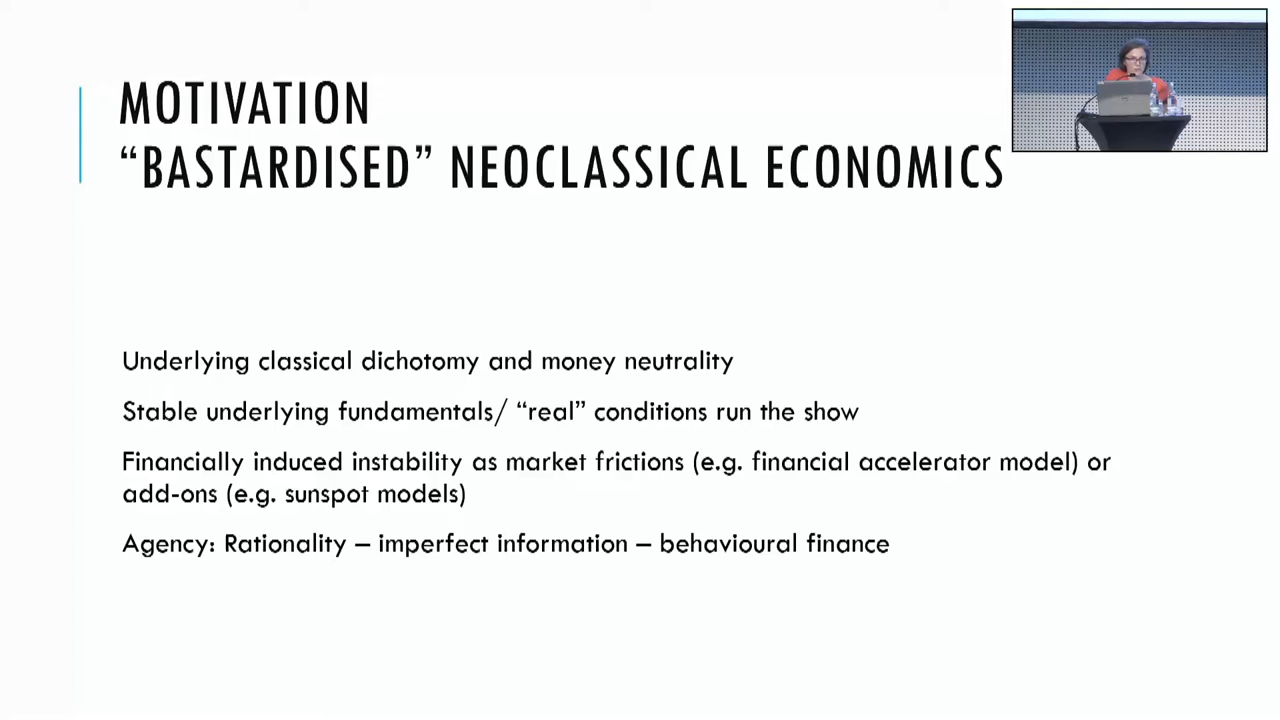 MOTIVATION
“BASTARDISED” NEOCLASSICAL ECONOMICS
Underlying classical dichotomy and money neutrality
Stable underlying fundamentals/ “real” conditions run the show
Financially induced instability as market frictions (e.g. financial accelerator model) or
add-ons (e.g. sunspot models)
Agency: Rationality – imperfect information – behavioural finance